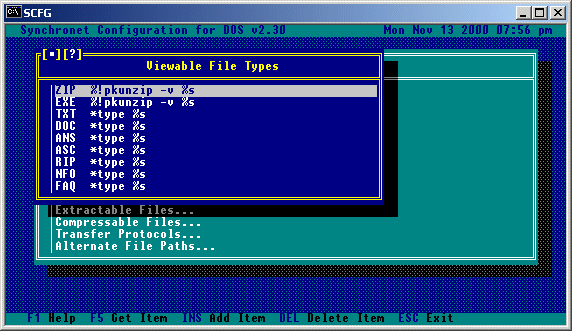 SCFG
Synchronet Configuration for DOS v2.30 Mon Nov 13 2000 07:56 pm
[■][?]
Viewable File Types
ZIP %!pkunzip -v %s
EXE %!pkunzip -v %s
TXT *type %s
DOC *type %s
ANS *type %s
ASC *type %s
RIP *type %s
NFO *type %s
FAQ *type %s
Extractable Files...
Compressable Files...
Transfer Protocols...
Alternate File Paths...
F1 Help F5 Get Item INS Add Item DEL Delete Item ESC Exit